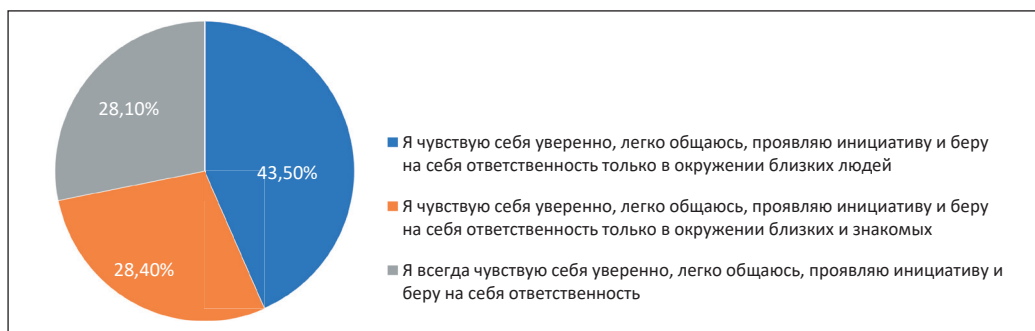 28,10%
43,50%
28,40%
Я чувствую себя уверенно, легко общаюсь, проявляю инициативу и беру
на себя ответственность только в окружении близких людей
Я чувствую себя уверенно, легко общаюсь, проявляю инициативу и беру
на себя ответственность только в окружении близких и знакомых
Я всегда чувствую себя уверенно, легко общаюсь, проявляю инициативу и
беру на себя ответственность